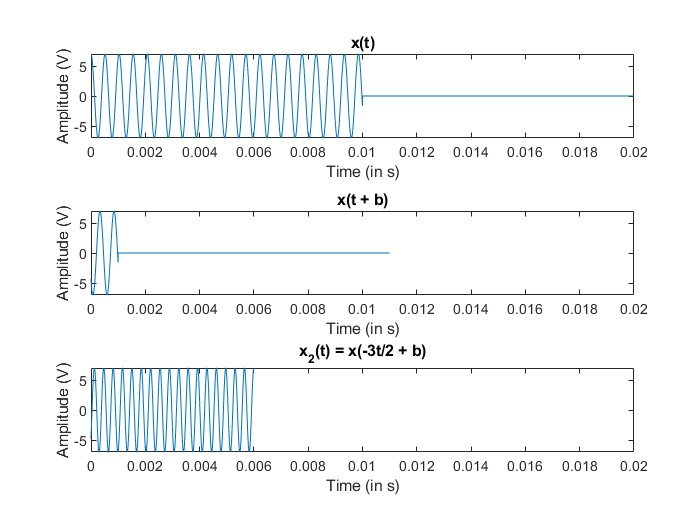 x(t)
Amplitude (V)
5
0
-5
0 0.002 0.004 0.006 0.008 0.01 0.012 0.014 0.016 0.018 0.02
Time (in s)
x(t + b)
Amplitude (V)
5
0
-5
0 0.002 0.004 0.006 0.008 0.01 0.012 0.014 0.016 0.018 0.02
Time (in s)
x2(t) = x(-3t/2 + b)
Amplitude (V)
5
0
-5
0 0.002 0.004 0.006 0.008 0.01 0.012 0.014 0.016 0.018 0.02
Time (in s)